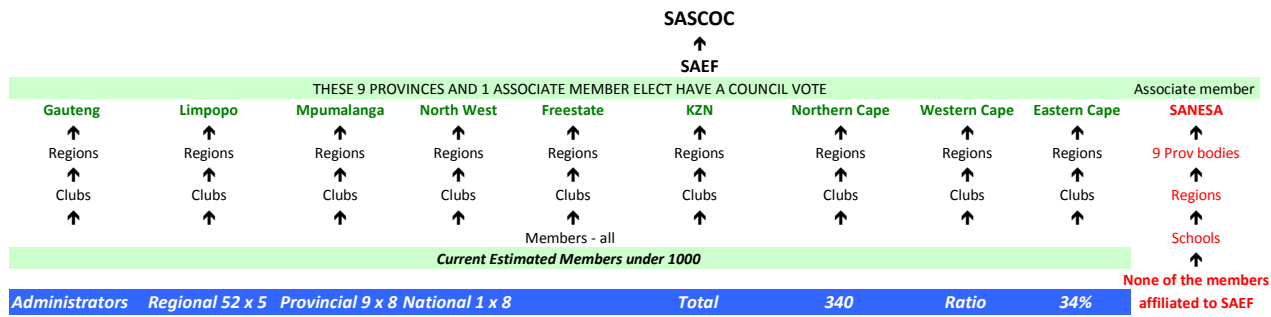 SASCOC
SAEF
THESE 9 PROVINCES AND 1 ASSOCIATE MEMBER ELECT HAVE A COUNCIL VOTE Associate member
Gauteng Limpopo Mpumalanga North West Freestate KZN Northern Cape Western Cape Eastern Cape SANESA
Regions Regions Regions Regions Regions Regions Regions Regions Regions 9 Prov bodies
Clubs Clubs Clubs Clubs Clubs Clubs Clubs Clubs Clubs Regions
Members - all Schools
Current Estimated Members under 1000
None of the members
Administrators Regional 52 x 5 Provincial 9 x 8 National 1 x 8 Total 340 Ratio 34% affiliated to SAEF